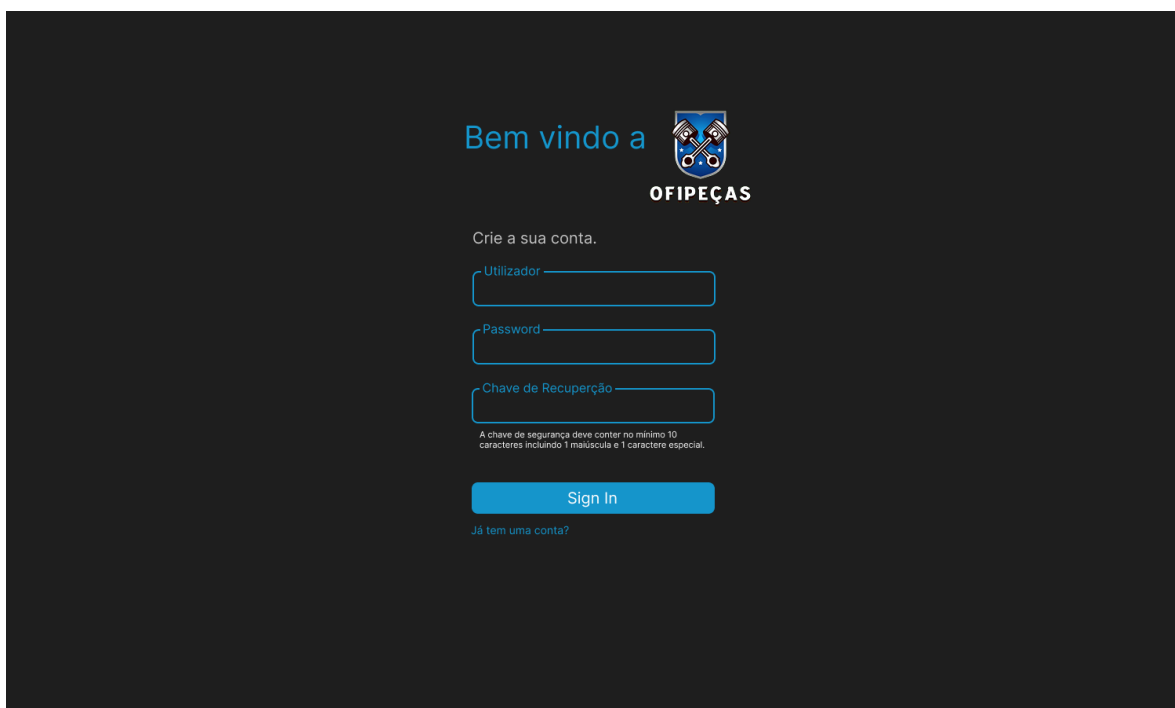 Bem vindo a
OFIPEÇAS
Crie a sua conta.
Utilizador
Password
Chave de Recuperção
A chave de segurança deve conter no mínimo 10
caracteres incluindo 1 maiúscula e 1 caractere especial.
Sign In
Já tem uma conta?